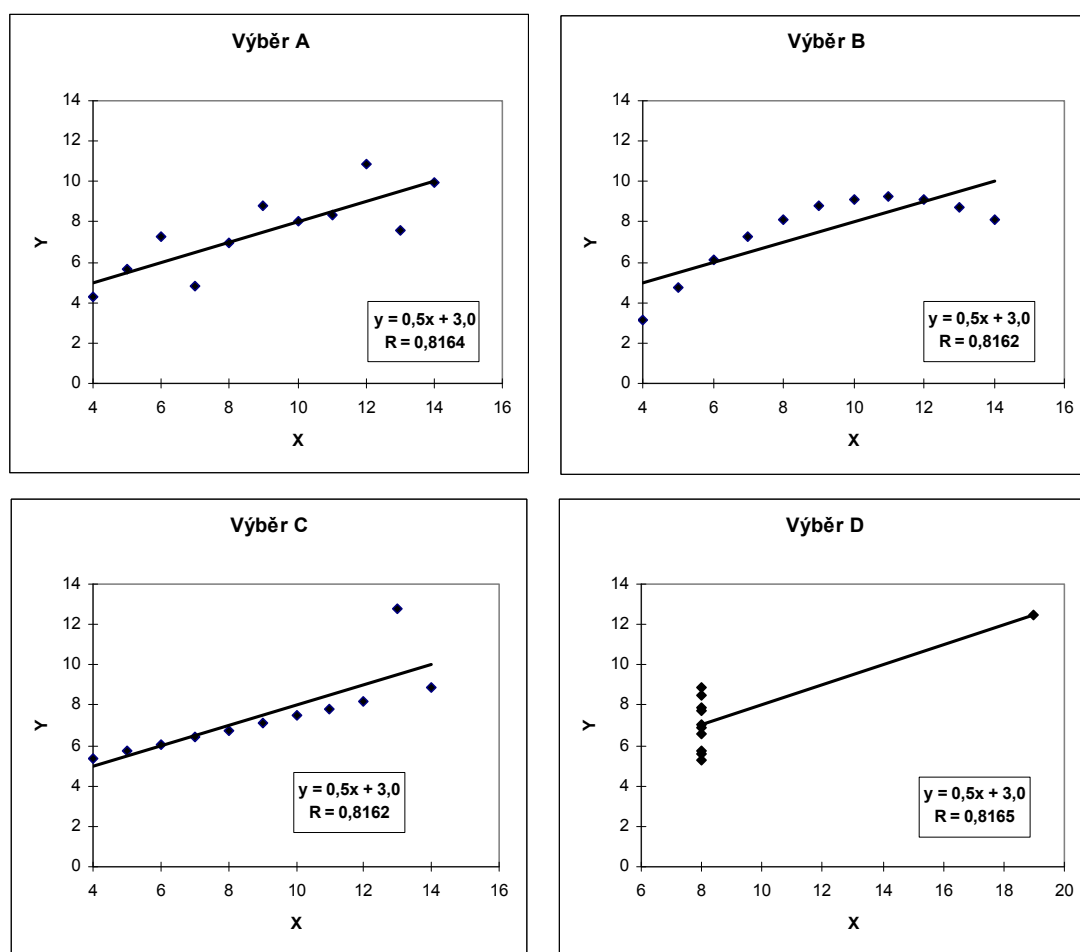 Výběr A
14
12
10
8
6
4
2
0
Y
4 6 8 10 12 14 16
X
y = 0,5x + 3,0
R = 0,8164
Výběr B
14
12
10
8
6
4
2
0
Y
4 6 8 10 12 14 16
X
y = 0,5x + 3,0
R = 0,8162
Výběr C
14
12
10
8
6
4
2
0
Y
4 6 8 10 12 14 16
X
y = 0,5x + 3,0
R = 0,8162
Výběr D
14
12
10
8
6
4
2
0
Y
6 8 10 12 14 16 18 20
X
y = 0,5x + 3,0
R = 0,8165